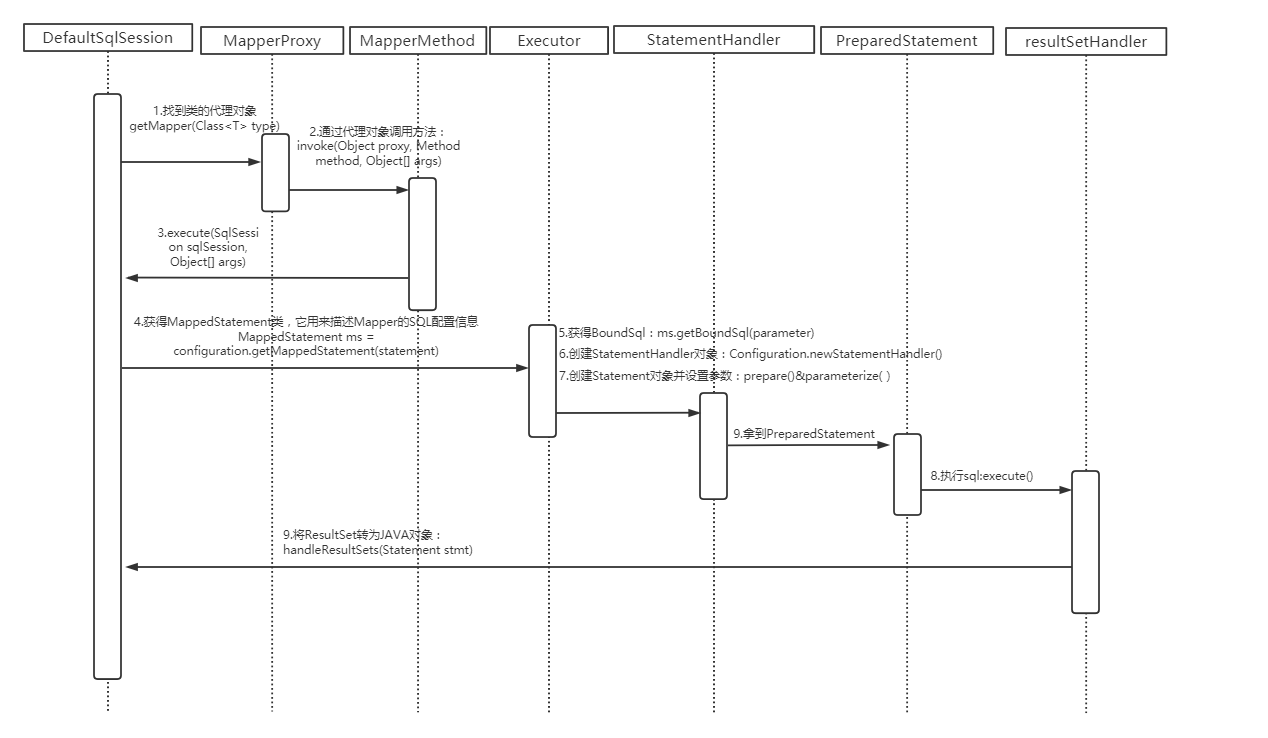 DefaultSqlSession
MapperProxy
MapperMethod
Executor
StatementHandler
PreparedStatement
resultSetHandler
1.找到类的代理对象
getMapper(Class<T> type)
2.通过代理对象调用方法：
invoke(Object proxy, Method
method, Object[] args)
3.execute(SqlSessi
on sqlSession,
Object[] args)
4.获得MappedStatement类，它用来描述Mapper的SQL配置信息
MappedStatement ms =
configuration.getMappedStatement(statement)
5.获得BoundSql：ms.getBoundSql(parameter)
6.创建StatementHandler对象：Configuration.newStatementHandler()
7.创建Statement对象并设置参数：prepare()&parameterize( )
9.拿到PreparedStatement
8.执行sql:execute()
9.将ResultSet转为JAVA对象：
handleResultSets(Statement stmt)